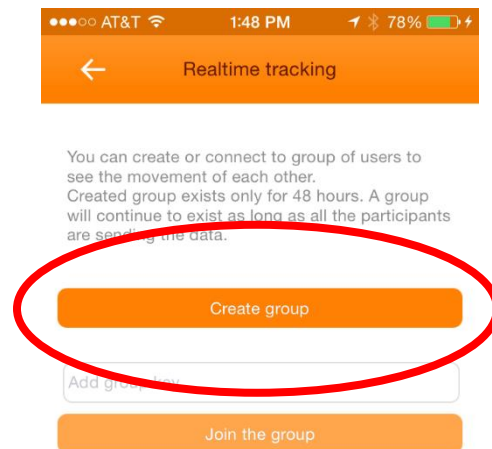 AT&T 1:48 PM 78%
Realtime tracking
You can create or connect to group of users to
see the movement of each other.
Created group exists only for 48 hours. A group
will continue to exist as long as all the participants
are sending the data.
Create group
Add group key
Join the group